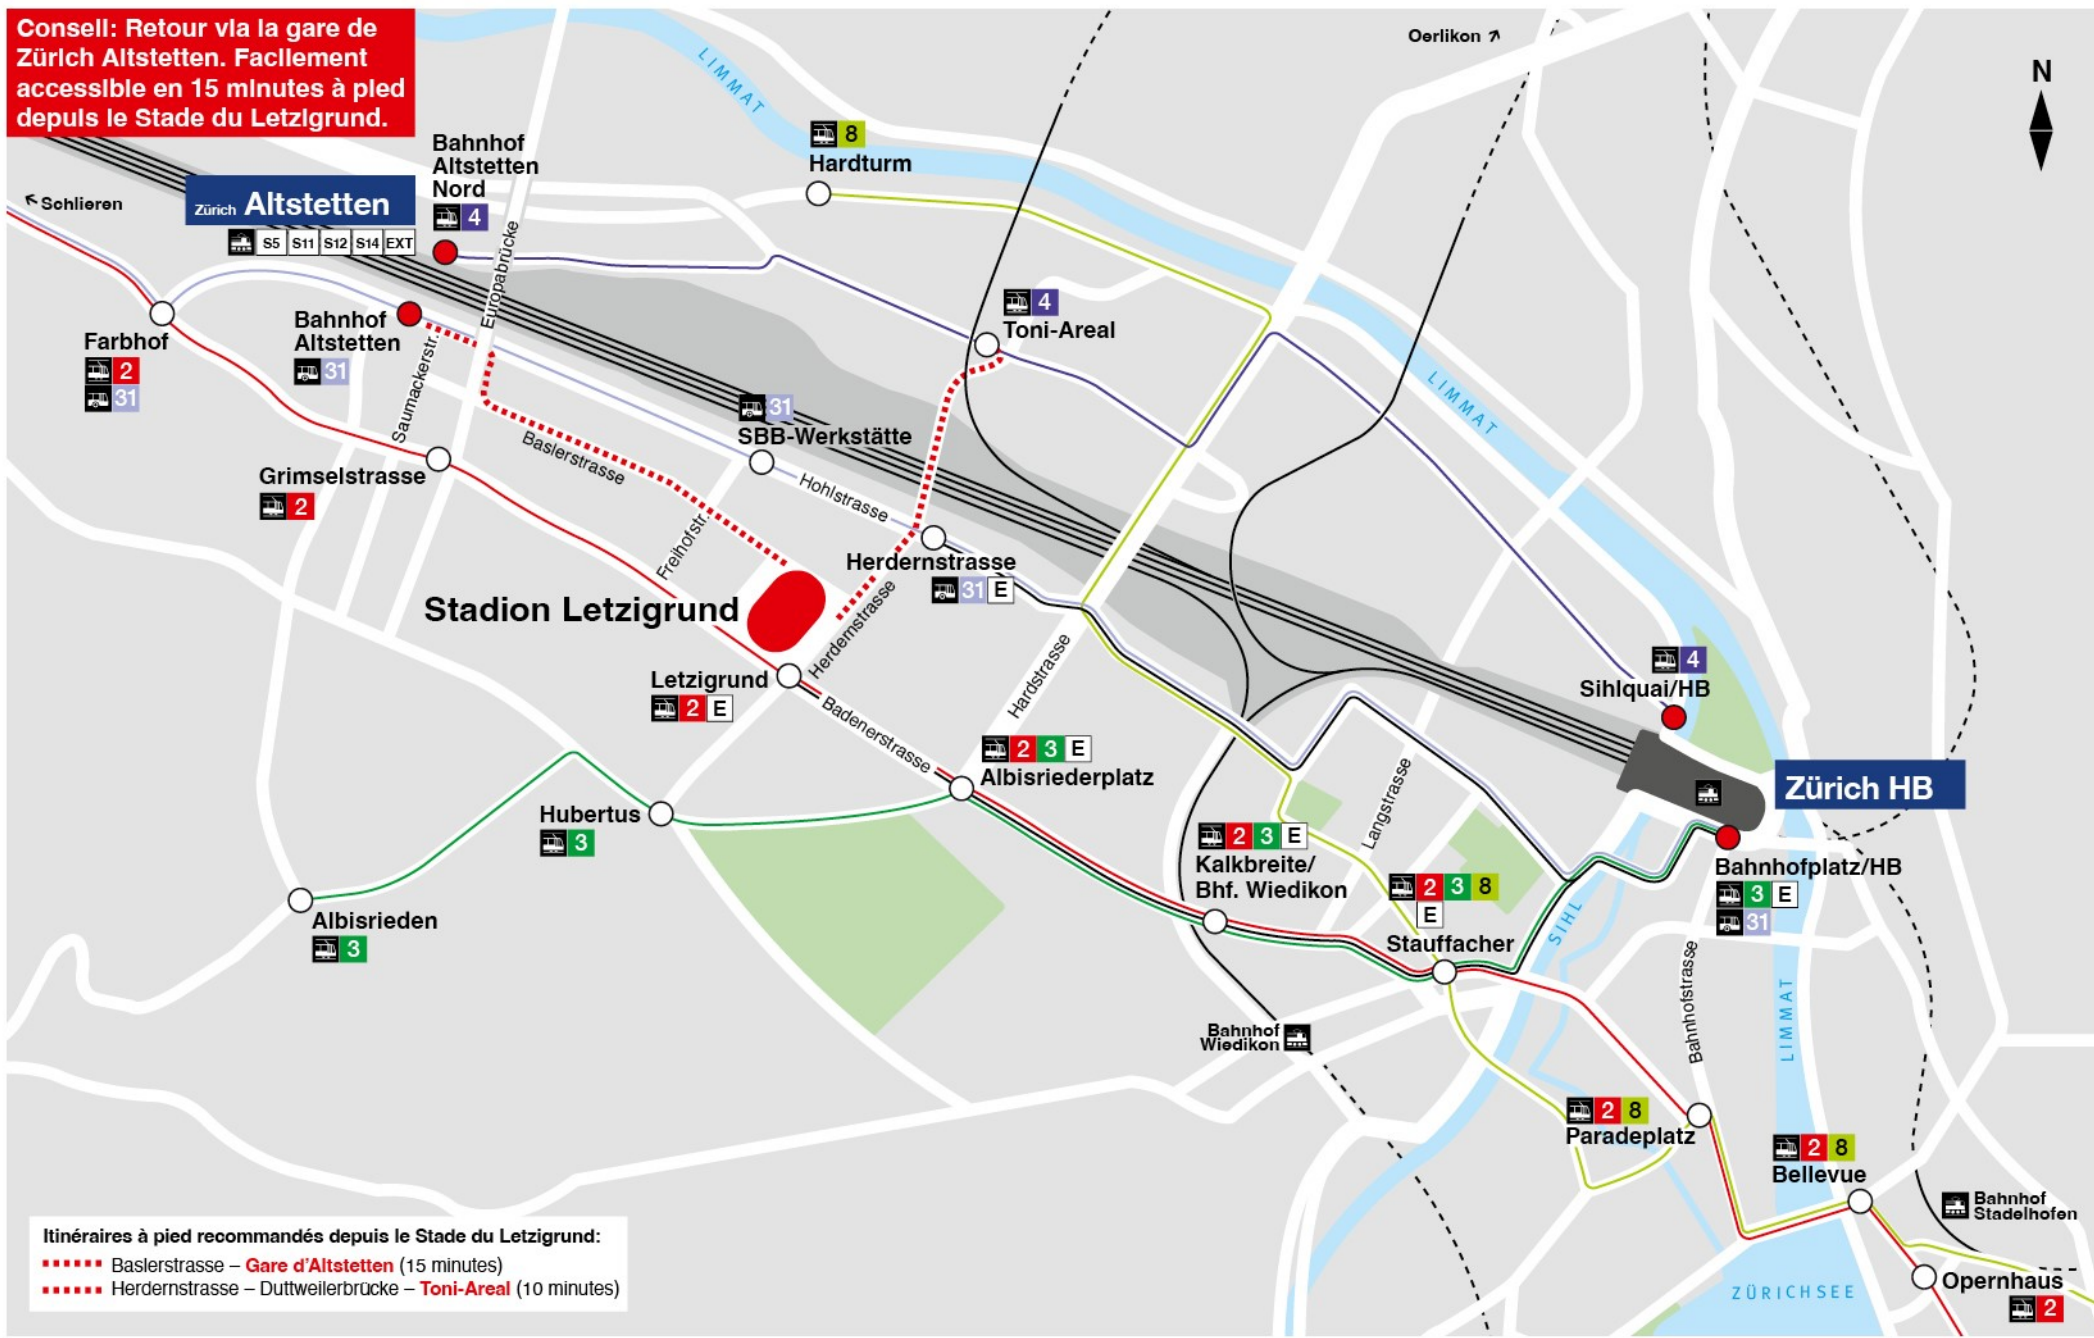 Conseil: Retour via la gare de
Zürich Altstetten. Facilement
accessible en 15 minutes à pied
depuis le Stade du Letzigrund.
Oerlikon
N
LIMMAT
Bahnhof
Altstetten
Nord
4
8
Hardturm
Schlieren
Zürich Altstetten
S5 S11 S12 S14 EXT
Europabrücke
4
Toni-Areal
Farbhof
2
31
Bahnhof
Altstetten
31
Saumackerstr.
LIMMAT
31
SBB-Werkstätte
Baslerstrasse
Grimselstrasse
2
Hohlstrasse
Freihofstr.
Herdernstrasse
31 E
Stadion Letzigrund
Herdernstrasse
Hardstrasse
Letzigrund
2 E
Badenerstrasse
4
Sihlquai/HB
2 3 E
Albisriederplatz
Zürich HB
Langstrasse
Hubertus
3
2 3 E
Kalkbreite/
Bhf. Wiedikon
2 3 8
E
Stauffacher
Bahnhofplatz/HB
3 E
31
SIHL
Albisrieden
3
Bahnhofstrasse
LIMMAT
Bahnhof
Wiedikon
2 8
Paradeplatz
2 8
Bellevue
Bahnhof
Stadelhofen
Opernhaus
2
ZÜRICHSEE
Itinéraires à pied recommandés depuis le Stade du Letzigrund:
Baslerstrasse – Gare d'Altstetten (15 minutes)
Herdernstrasse – Duttweilerbrücke – Toni-Areal (10 minutes)